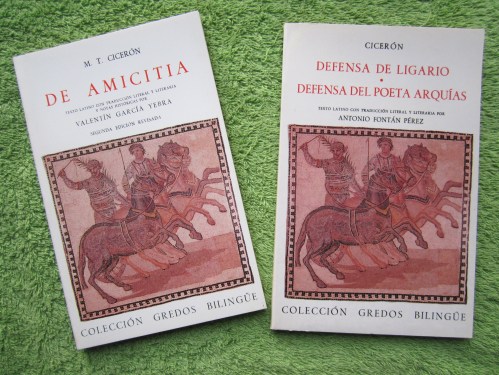 M. T. CICERÓN
DE AMICITIA
TEXTO LATINO CON TRADUCCIÓN LITERAL Y LITERARIA
Y NOTAS HISTÓRICAS POR
VALENTÍN GARCÍA YEBRA
SEGUNDA EDICIÓN REVISADA
COLECCIÓN GREDOS BILINGÜE
CICERÓN
DEFENSA DE LIGARIO
•
DEFENSA DEL POETA ARQUÍAS
TEXTO LATINO CON TRADUCCIÓN LITERAL Y LITERARIA POR
ANTONIO FONTÁN PÉREZ
COLECCIÓN GREDOS BILINGÜE